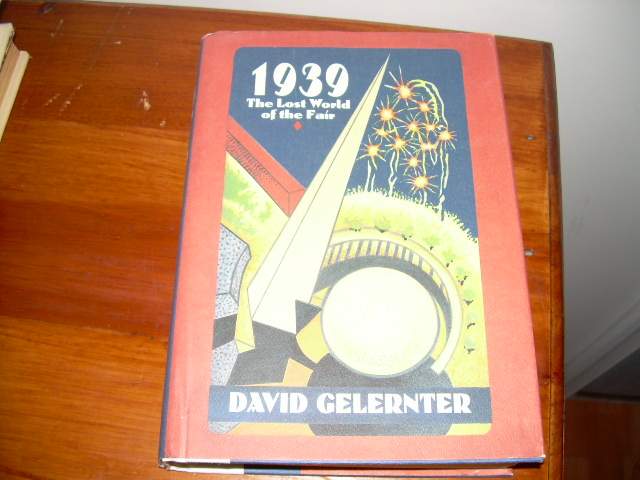 1939
The Lost World
of the Fair
DAVID GELERNTER